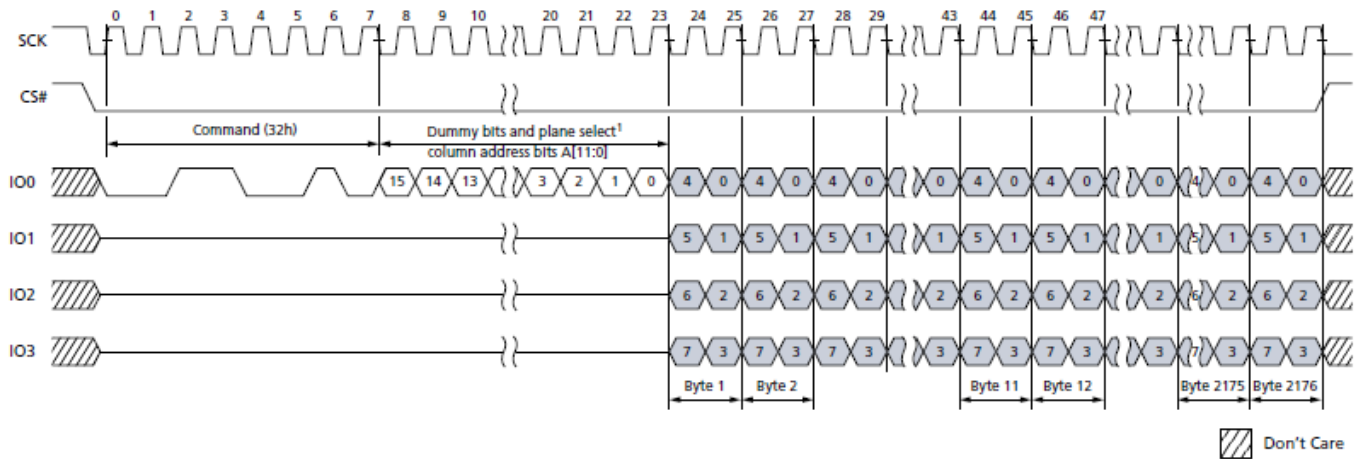 0 1 2 3 4 5 6 7 8 9 10 20 21 22 23 24 25 26 27 28 29 43 44 45 46 47
SCK
CS#
Command (32h) Dummy bits and plane select1
column address bits A[11:0]
IO0 15 14 13 3 2 1 0 4 0 4 0 4 0 0 4 0 4 0 0 4 0 4 0
IO1 5 1 5 1 5 1 1 5 1 5 1 1 5 1 5 1
IO2 6 2 6 2 6 2 2 6 2 6 2 2 6 2 6 2
IO3 7 3 7 3 7 3 3 7 3 7 3 3 7 3 7 3
Byte 1 Byte 2 Byte 11 Byte 12 Byte 2175 Byte 2176
Don't Care